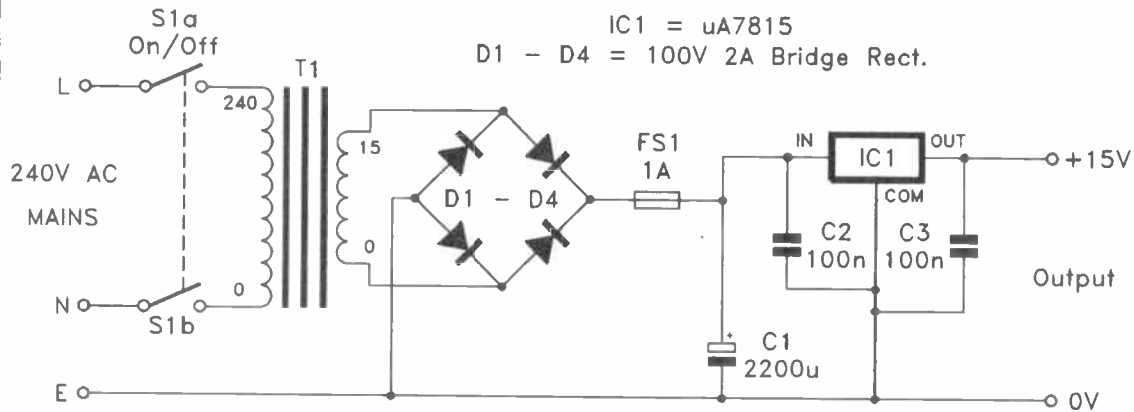 S1a
On/Off
IC1 = uA7815
D1 - D4 = 100V 2A Bridge Rect.
L
T1
240
15
FS1
1A
IN
IC1
OUT
+15V
COM
240V AC
MAINS
D1 - D4
C2
100n
C3
100n
0
0
Output
N
S1b
+
C1
2200u
E
0V